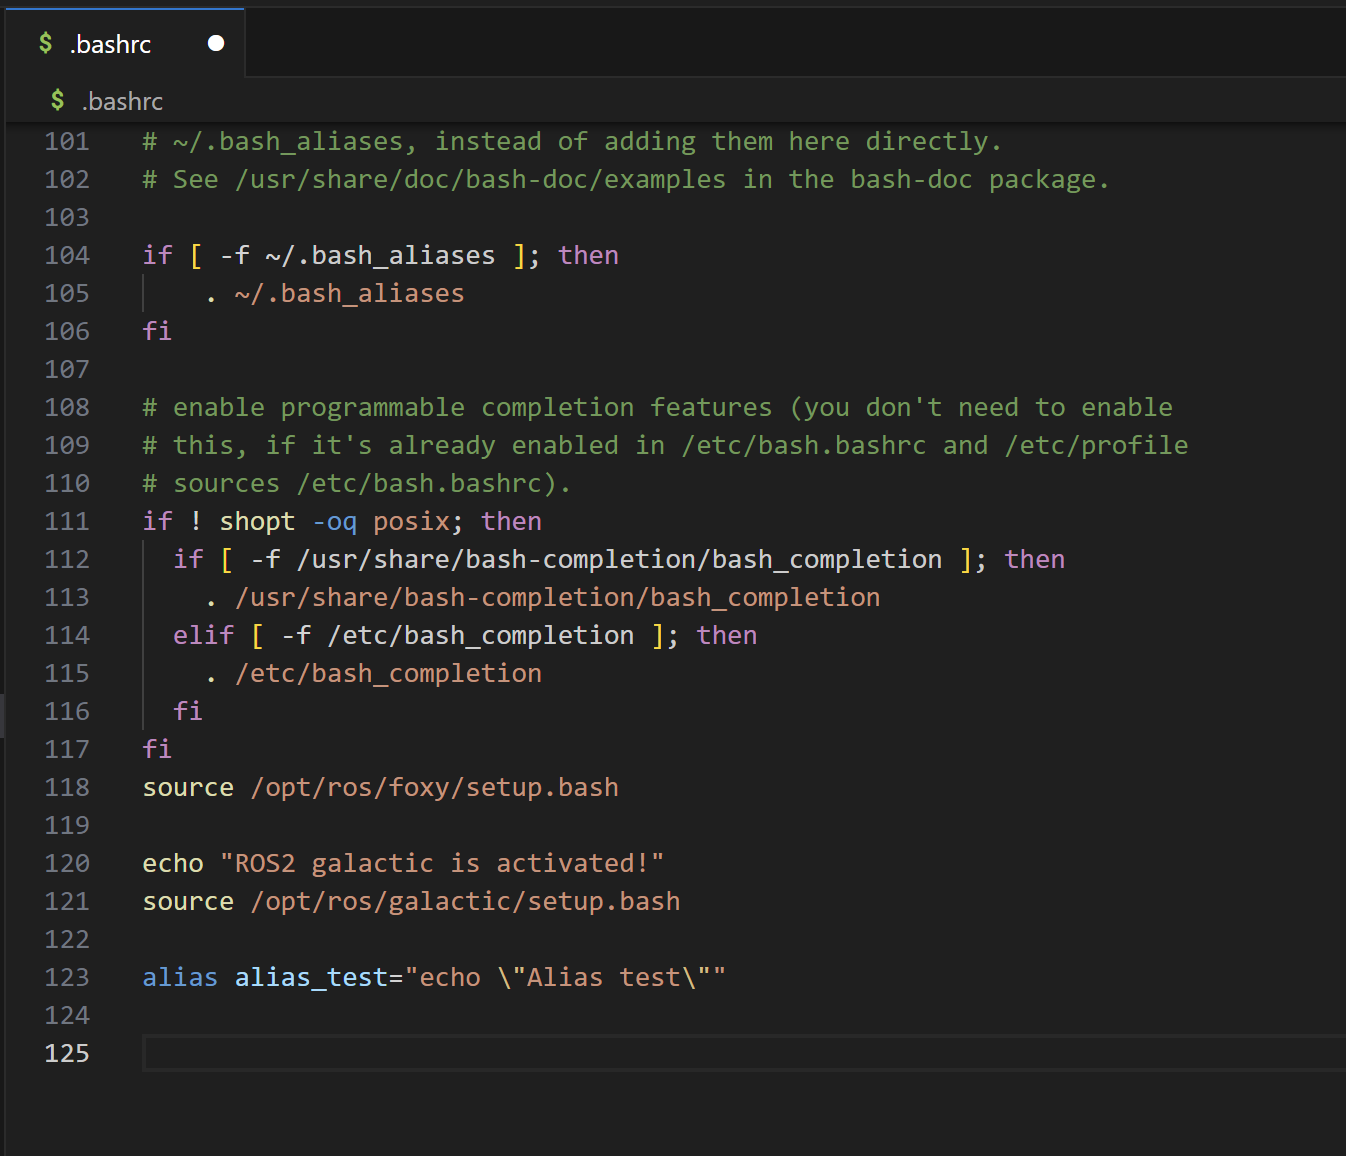 $ .bashrc
$ .bashrc
101 # ~/.bash_aliases, instead of adding them here directly.
102 # See /usr/share/doc/bash-doc/examples in the bash-doc package.
103
104 if [ -f ~/.bash_aliases ]; then
105     . ~/.bash_aliases
106 fi
107
108 # enable programmable completion features (you don't need to enable
109 # this, if it's already enabled in /etc/bash.bashrc and /etc/profile
110 # sources /etc/bash.bashrc).
111 if ! shopt -oq posix; then
112   if [ -f /usr/share/bash-completion/bash_completion ]; then
113     . /usr/share/bash-completion/bash_completion
114   elif [ -f /etc/bash_completion ]; then
115     . /etc/bash_completion
116   fi
117 fi
118 source /opt/ros/foxy/setup.bash
119
120 echo "ROS2 galactic is activated!"
121 source /opt/ros/galactic/setup.bash
122
123 alias alias_test="echo \"Alias test\""
124
125